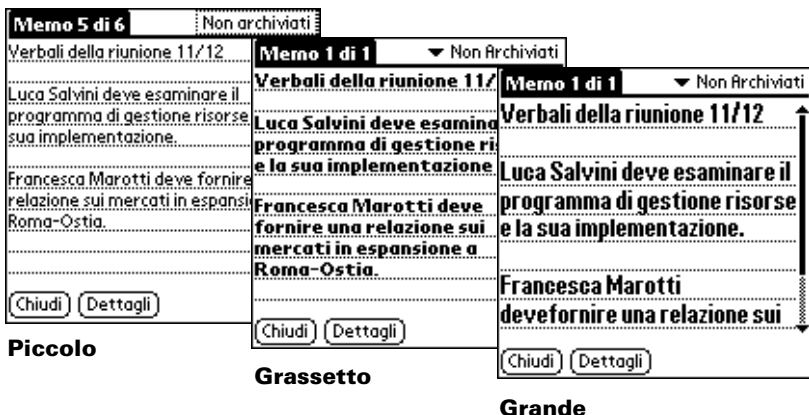 Memo 5 di 6 Non archiviati
Verbali della riunione 11/12
Luca Salvini deve esaminare il
programma di gestione risorse
sua implementazione.
Francesca Marotti deve fornire
relazione sui mercati in espansi
Roma-Ostia.
Chiudi Dettagli
Piccolo
Memo 1 di 1 Non Archiviati
Verbali della riunione 11/
Luca Salvini deve esamina
programma di gestione ri
e la sua implementazione
Francesca Marotti deve
fornire una relazione sui
mercati in espansione a
Roma-Ostia.
Chiudi Dettagli
Grassetto
Memo 1 di 1 Non Archiviati
Verbali della riunione 11/12
Luca Salvini deve esaminare il
programma di gestione risorse
e la sua implementazione.
Francesca Marotti
devefornire una relazione sui
Chiudi Dettagli
Grande